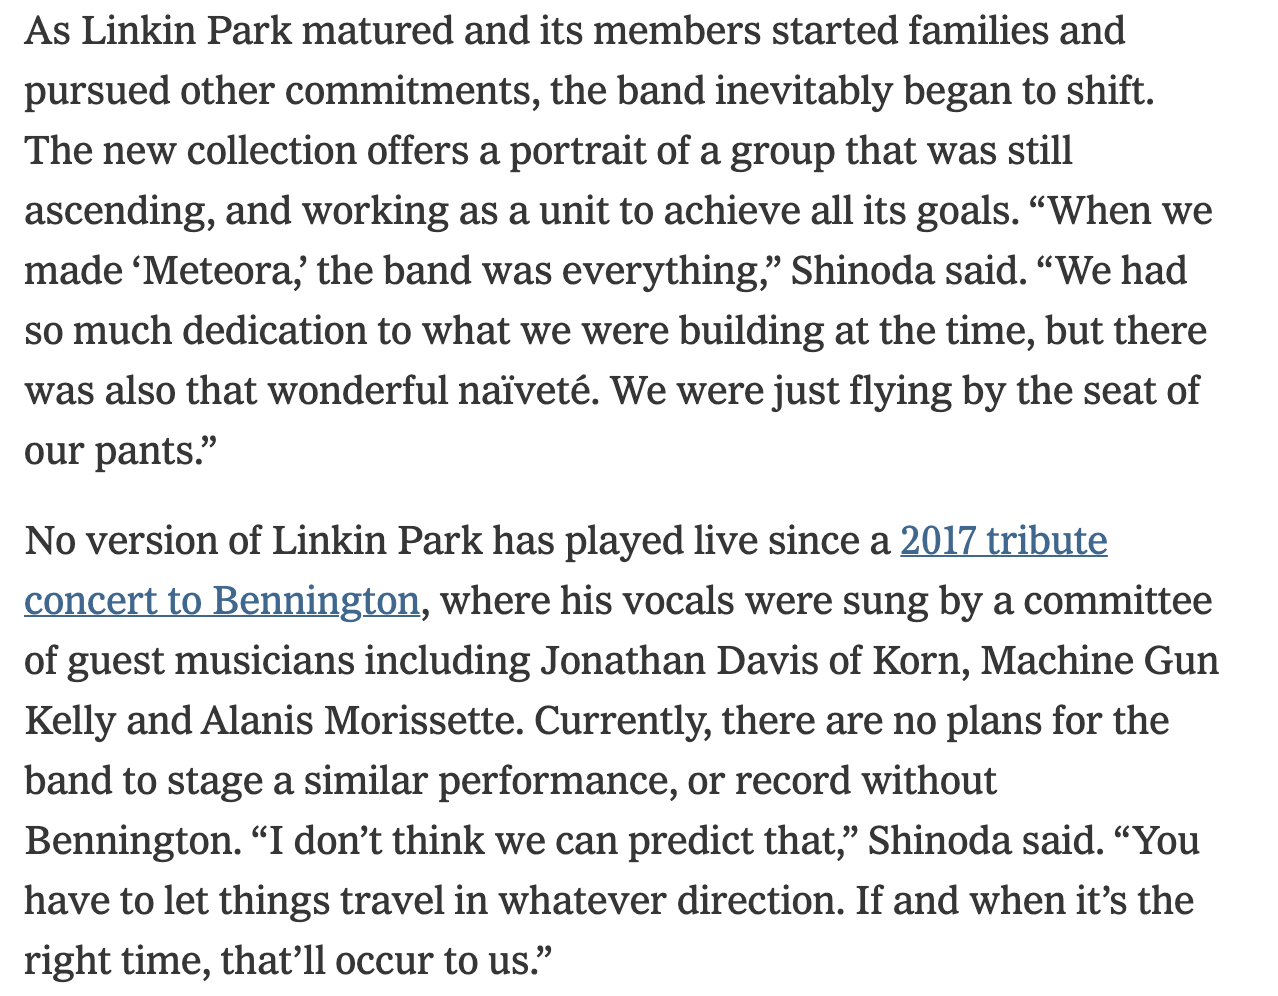 As Linkin Park matured and its members started families and
pursued other commitments, the band inevitably began to shift.
The new collection offers a portrait of a group that was still
ascending, and working as a unit to achieve all its goals. “When we
made ‘Meteora,’ the band was everything,” Shinoda said. “We had
so much dedication to what we were building at the time, but there
was also that wonderful naïveté. We were just flying by the seat of
our pants.”
No version of Linkin Park has played live since a 2017 tribute
concert to Bennington, where his vocals were sung by a committee
of guest musicians including Jonathan Davis of Korn, Machine Gun
Kelly and Alanis Morissette. Currently, there are no plans for the
band to stage a similar performance, or record without
Bennington. “I don’t think we can predict that,” Shinoda said. “You
have to let things travel in whatever direction. If and when it’s the
right time, that’ll occur to us.”